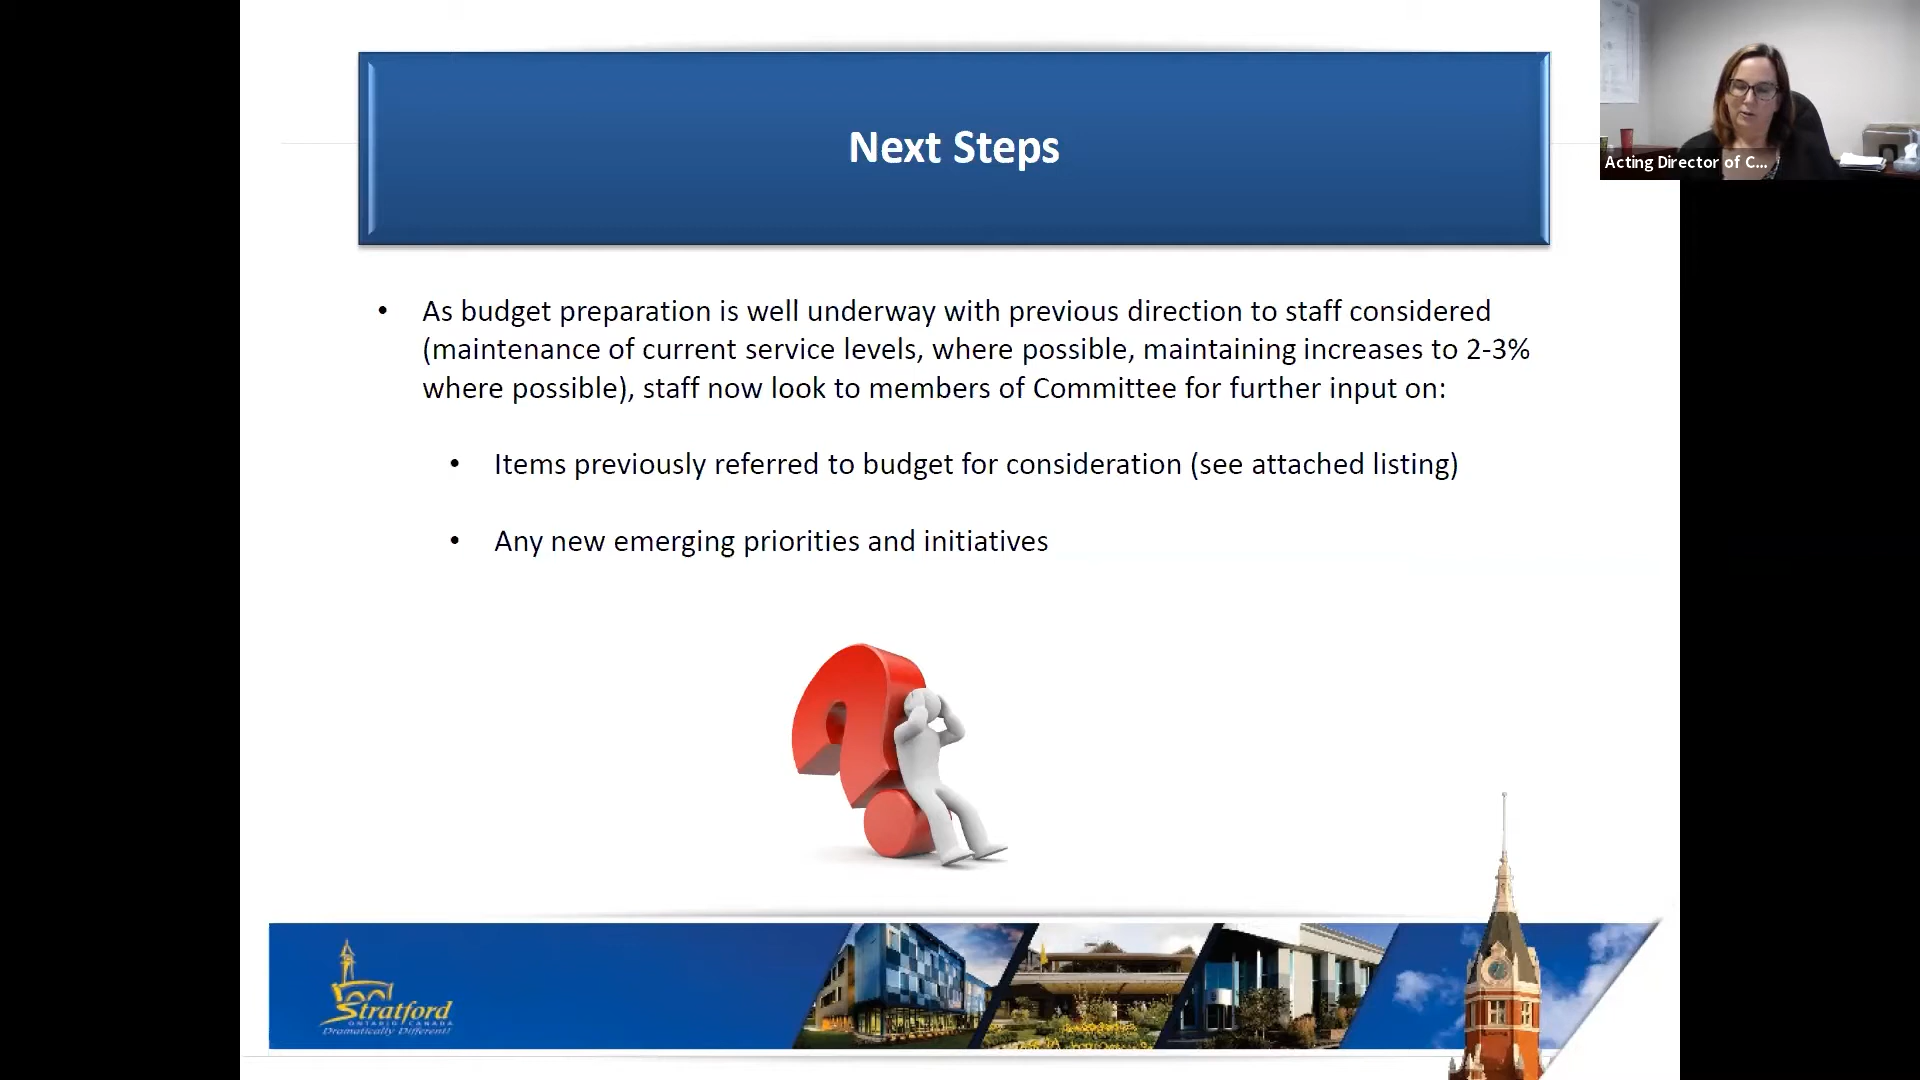 Next Steps
Acting Director of C...
• As budget preparation is well underway with previous direction to staff considered
(maintenance of current service levels, where possible, maintaining increases to 2-3%
where possible), staff now look to members of Committee for further input on:
• Items previously referred to budget for consideration (see attached listing)
• Any new emerging priorities and initiatives
Stratford
ONTARIO CANADA
Dramatically Different!